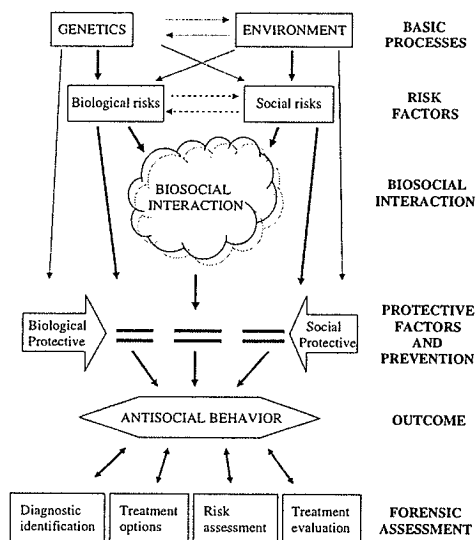 GENETICS
ENVIRONMENT
BASIC
PROCESSES
Biological risks
Social risks
RISK
FACTORS
BIOSOCIAL
INTERACTION
BIOSOCIAL
INTERACTION
Biological
Protective
Social
Protective
PROTECTIVE
FACTORS
AND
PREVENTION
ANTISOCIAL BEHAVIOR
OUTCOME
Diagnostic
identification
Treatment
options
Risk
assessment
Treatment
evaluation
FORENSIC
ASSESSMENT